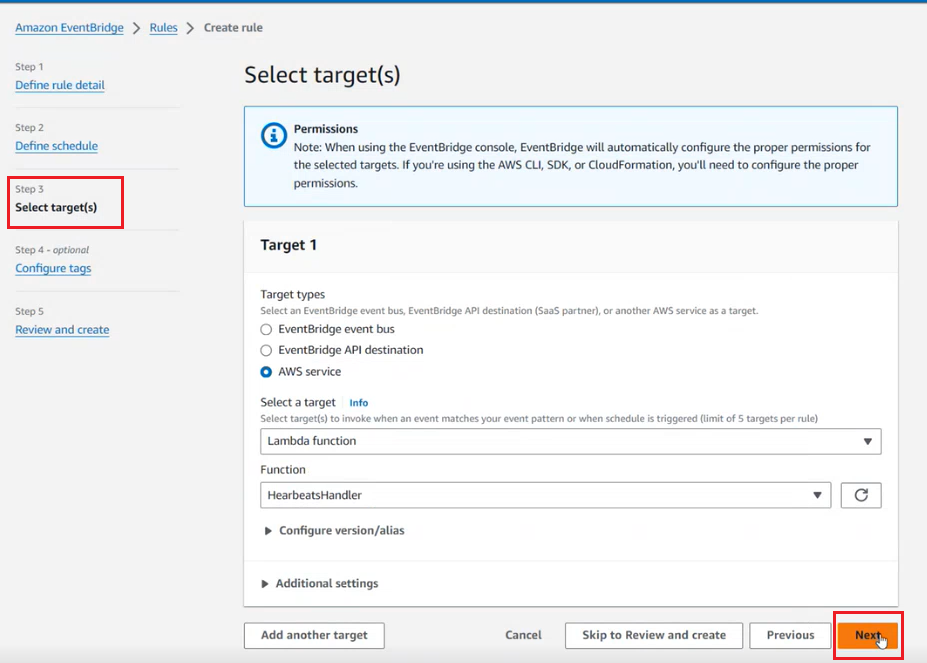 Amazon EventBridge > Rules > Create rule
Step 1
Define rule detail
Step 2
Define schedule
Step 3
Select target(s)
Step 4 - optional
Configure tags
Step 5
Review and create
Select target(s)
Permissions
Note: When using the EventBridge console, EventBridge will automatically configure the proper permissions for
the selected targets. If you're using the AWS CLI, SDK, or CloudFormation, you'll need to configure the proper
permissions.
Target 1
Target types
Select an EventBridge event bus, EventBridge API destination (SaaS partner), or another AWS service as a target.
EventBridge event bus
EventBridge API destination
AWS service
Select a target Info
Select target(s) to invoke when an event matches your event pattern or when schedule is triggered (limit of 5 targets per rule)
Lambda function
Function
HearbeatsHandler
Configure version/alias
Additional settings
Add another target Cancel Skip to Review and create Previous Next